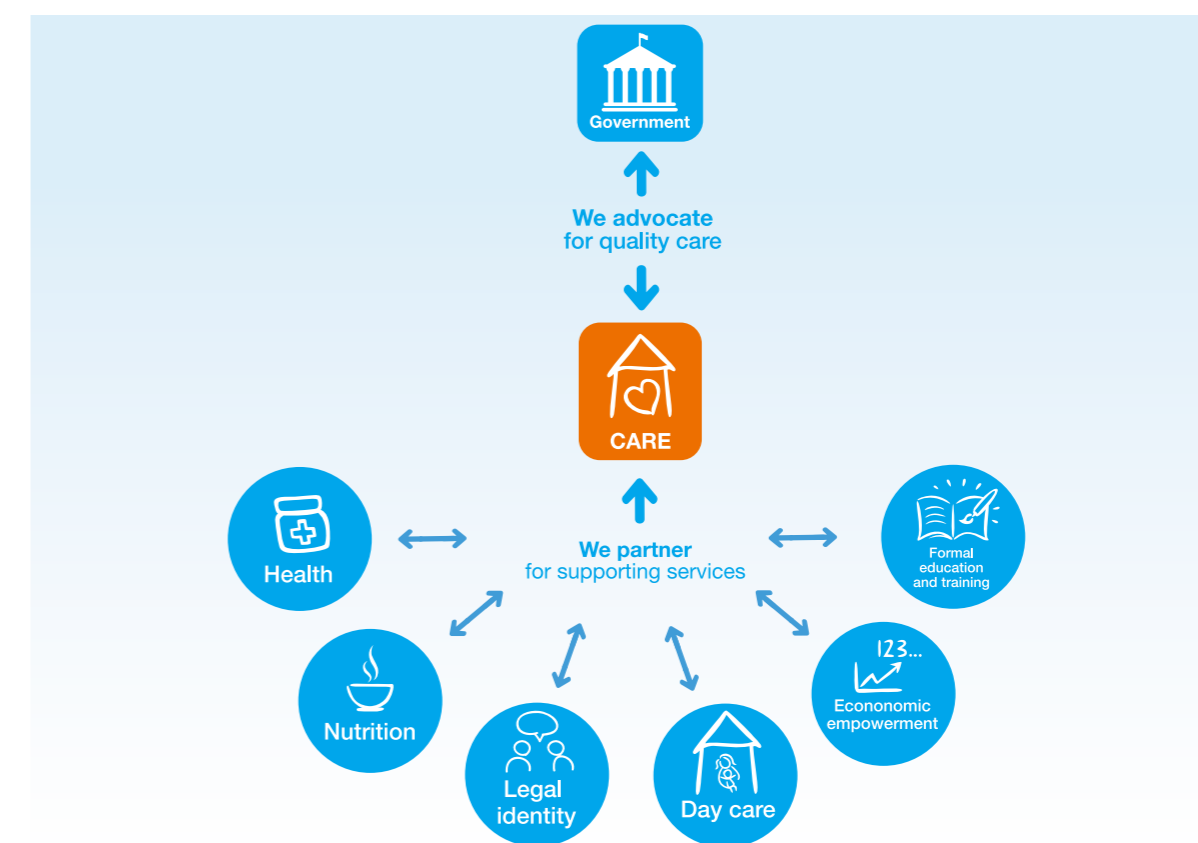 Government
We advocate
for quality care
CARE
We partner
for supporting services
Health
Nutrition
Legal
identity
Day care
123...
Econonomic
empowerment
Formal
education
and training